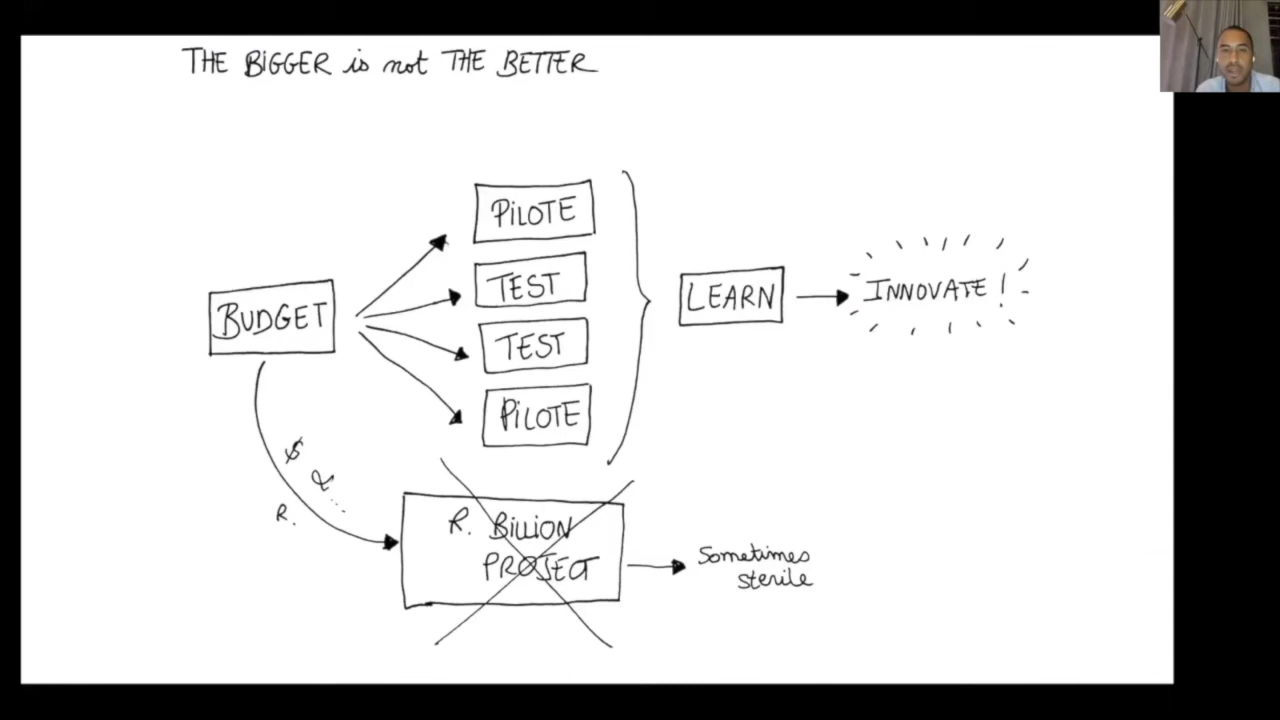 THE BIGGER is not THE BETTER
PiLOTE
TEST
BUDGET
LEARN
INNOVATE!
TEST
PiLOTE
$
R.
R. BILLION
PROJECT
Sometimes
sterile